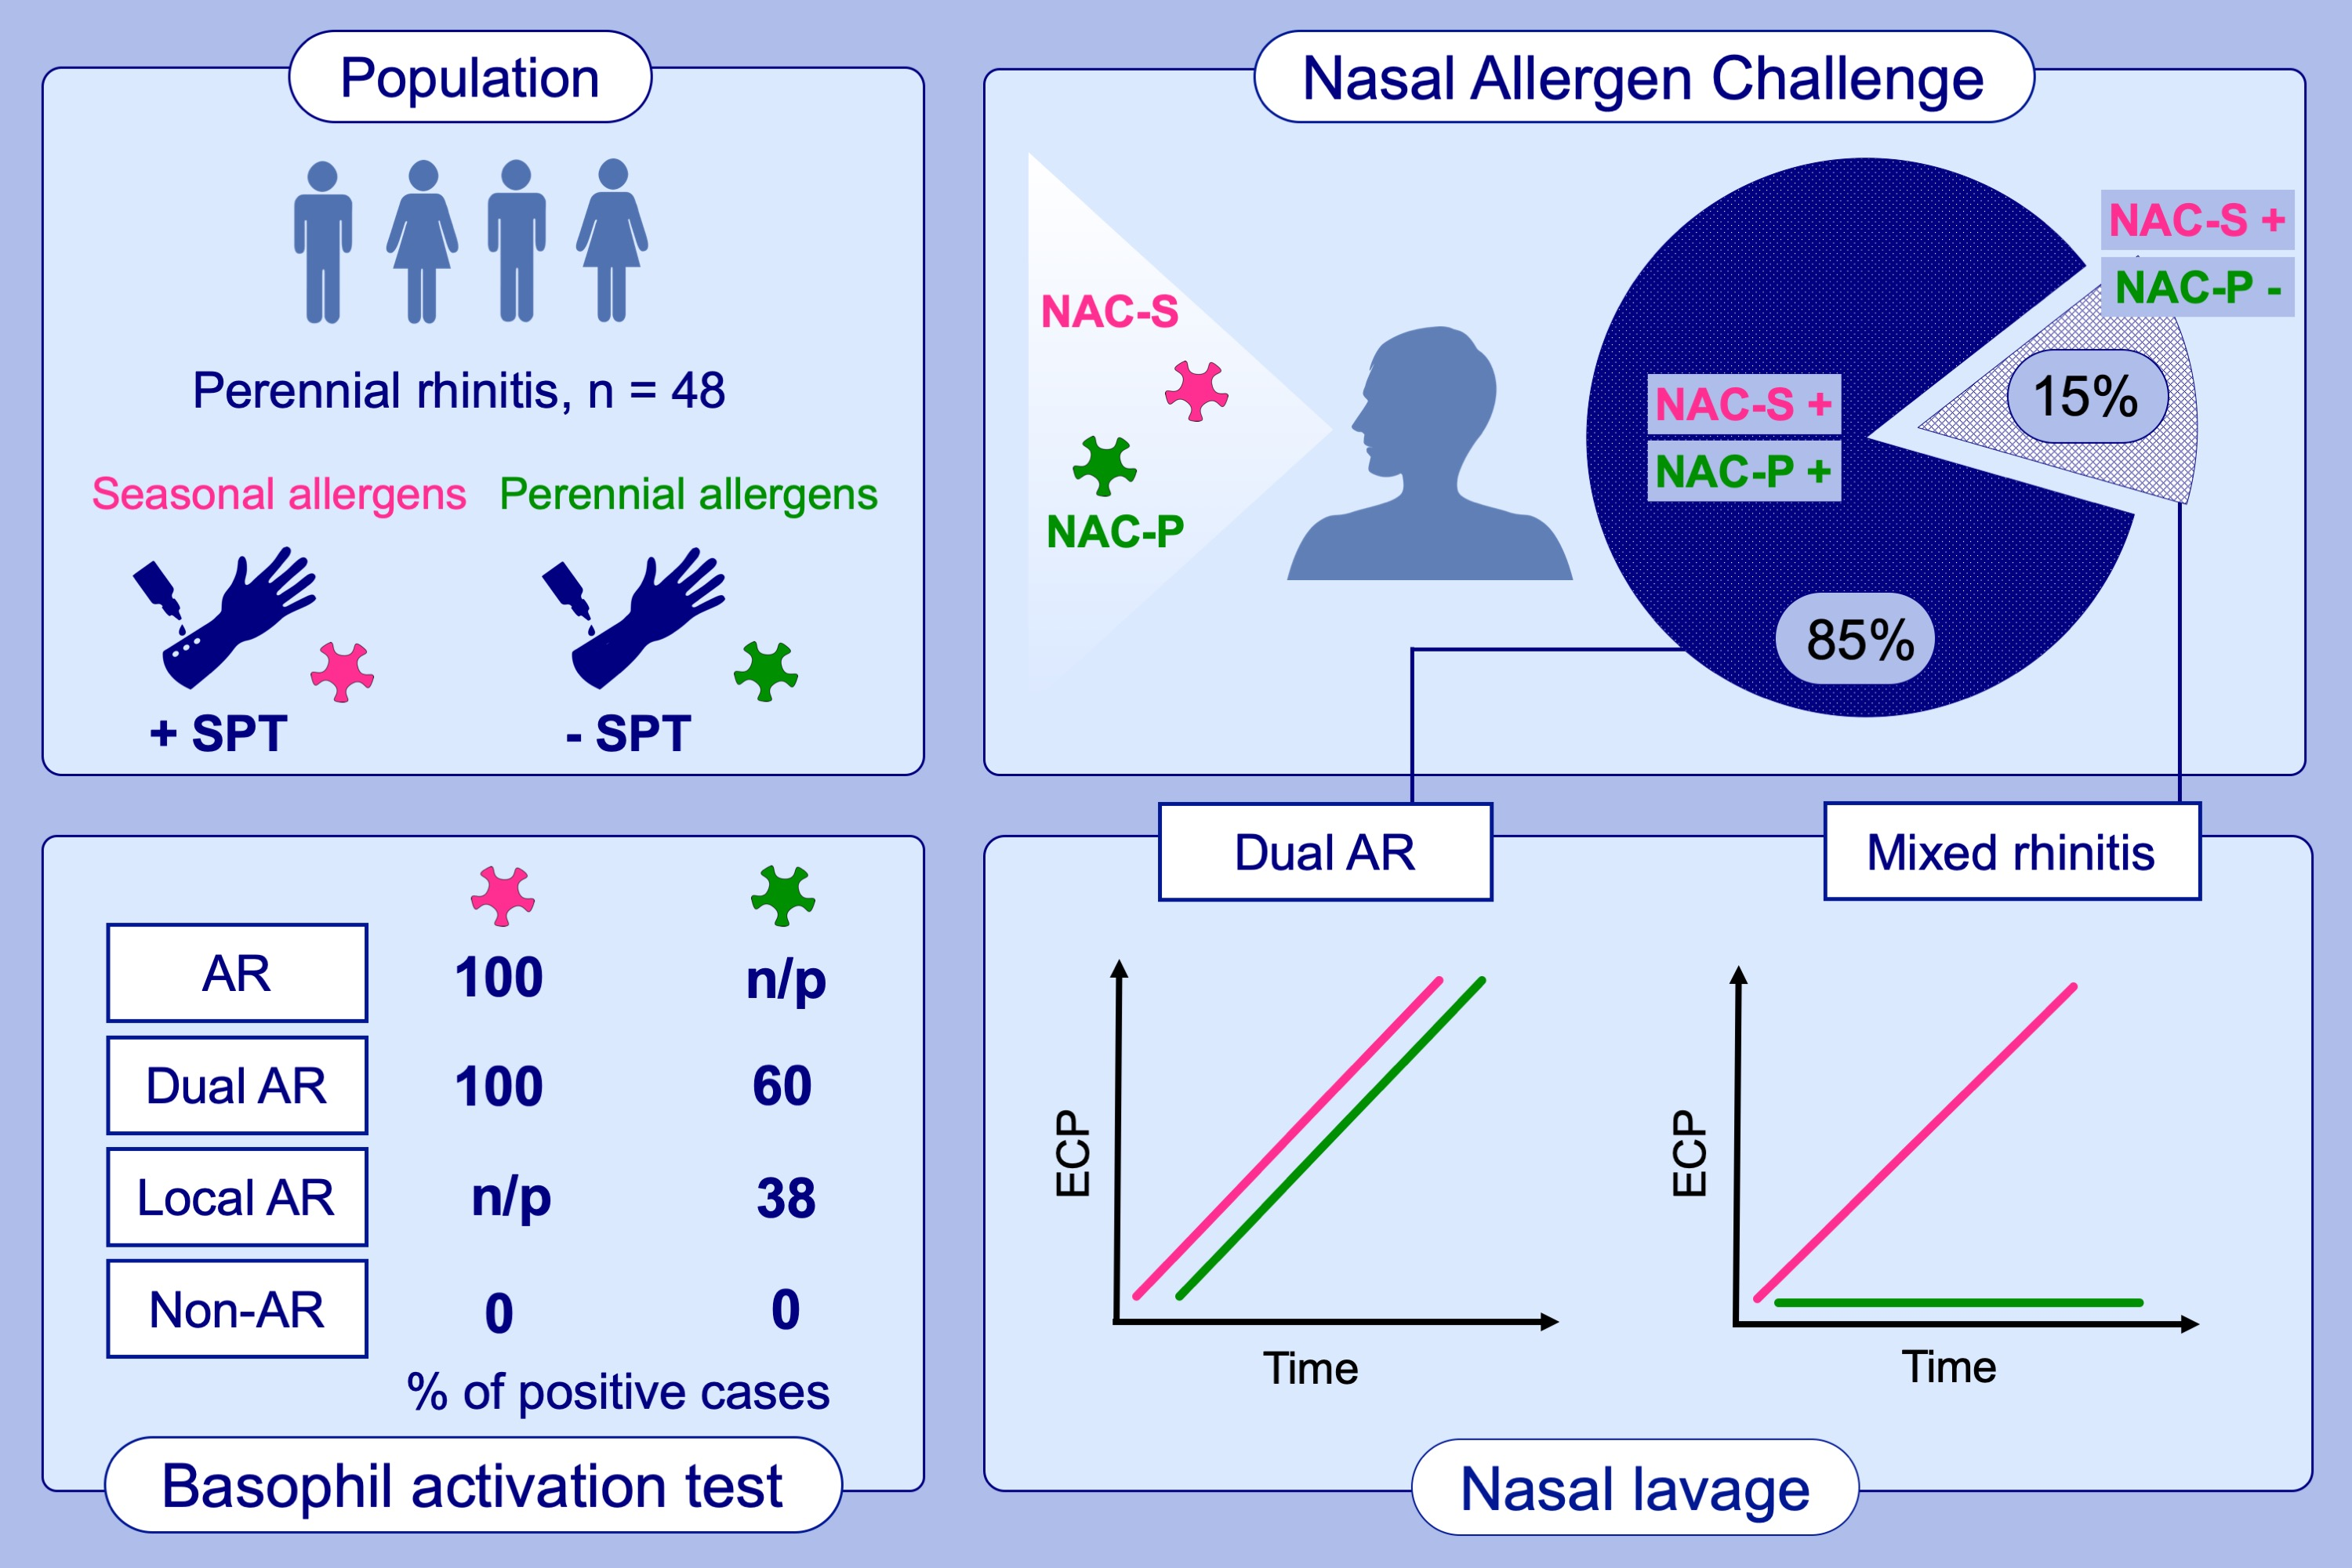 Population
Perennial rhinitis, n = 48
Seasonal allergens
Perennial allergens
+ SPT
- SPT
Nasal Allergen Challenge
NAC-S
NAC-P
NAC-S +
NAC-P +
85%
NAC-S +
NAC-P -
15%
AR
100
n/p
Dual AR
100
60
Local AR
n/p
38
Non-AR
0
0
% of positive cases
Basophil activation test
Dual AR
ECP
Time
Mixed rhinitis
ECP
Time
Nasal lavage